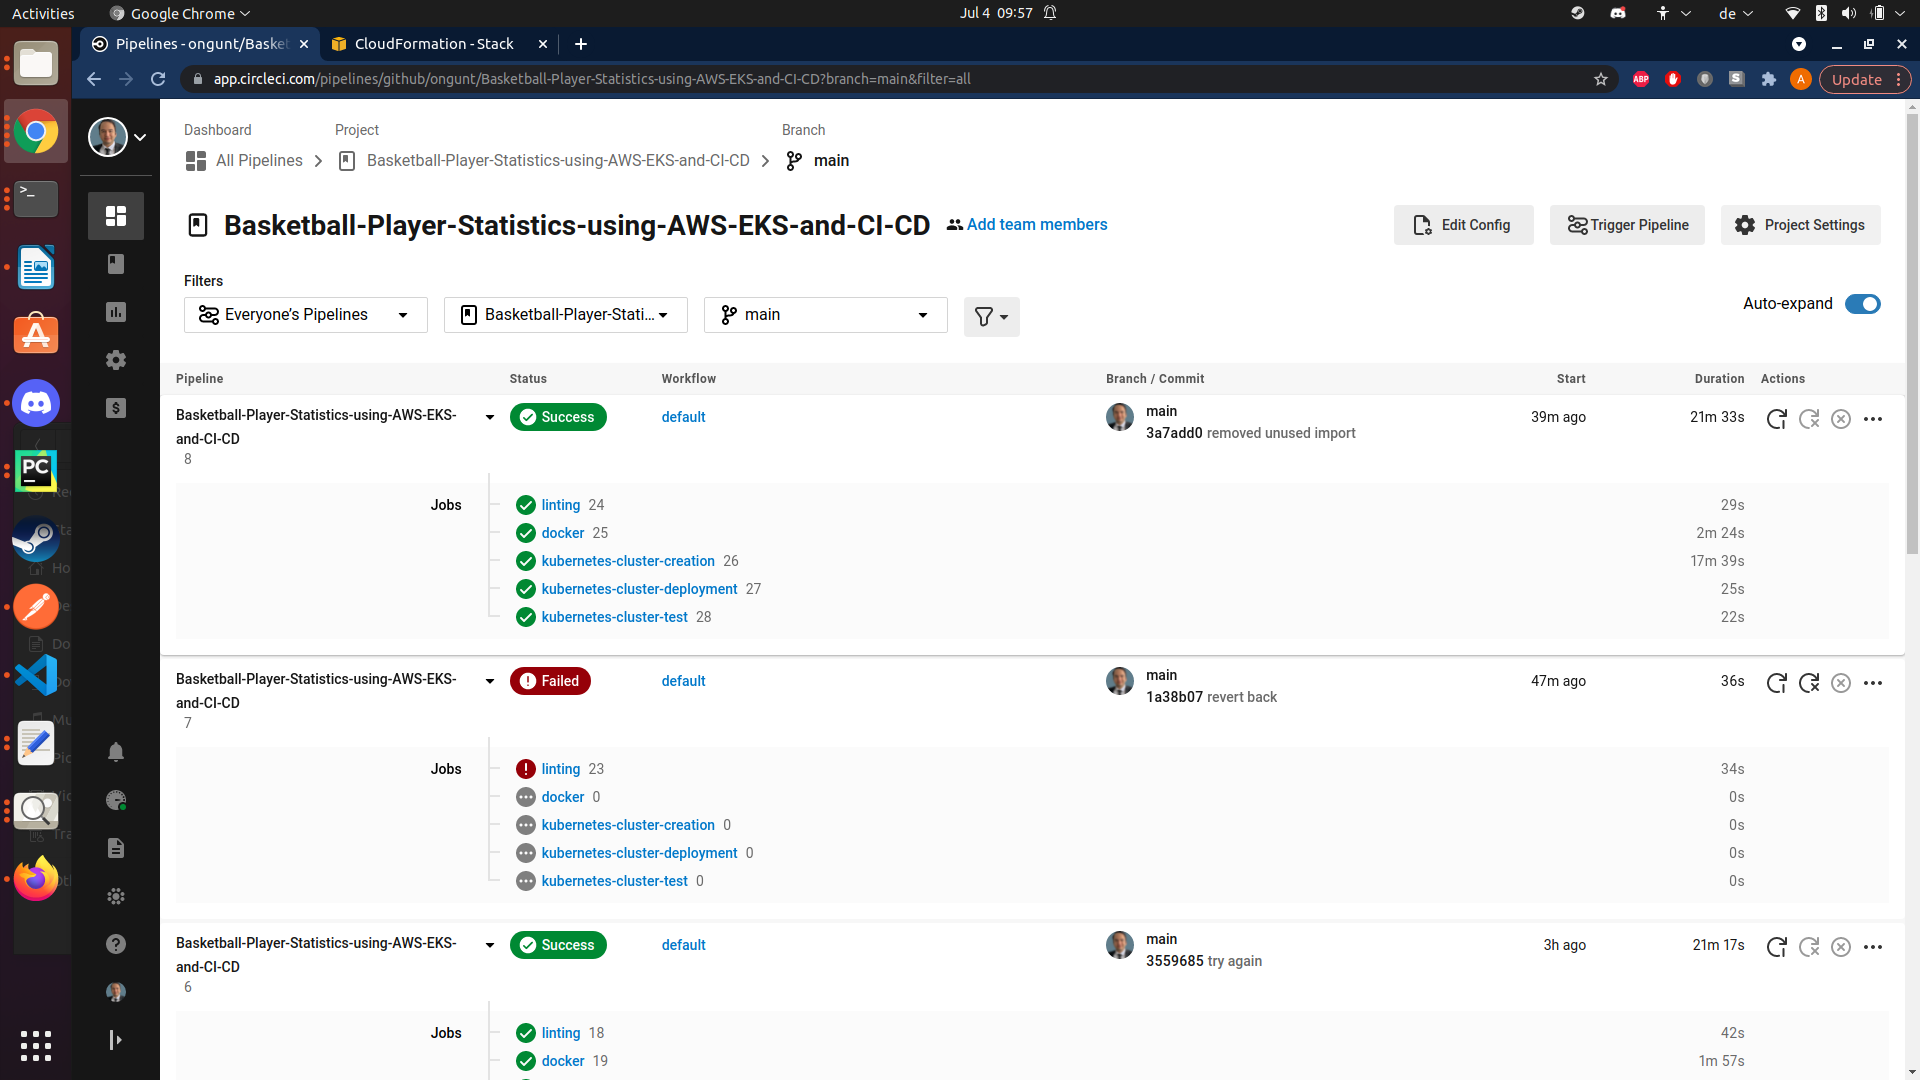 Activities
Google Chrome
Jul 4 09:57
de
Pipelines - ongunt/Basket
CloudFormation - Stack
app.circleci.com/pipelines/github/ongunt/Basketball-Player-Statistics-using-AWS-EKS-and-CI-CD?branch=main&filter=all
ABP
S
A
Update
Dashboard
Project
Branch
All Pipelines
Basketball-Player-Statistics-using-AWS-EKS-and-CI-CD
main
Basketball-Player-Statistics-using-AWS-EKS-and-CI-CD
Add team members
Edit Config
Trigger Pipeline
Project Settings
Filters
Everyone's Pipelines
Basketball-Player-Stati...
main
Auto-expand
Pipeline
Status
Workflow
Branch / Commit
Start
Duration
Actions
Basketball-Player-Statistics-using-AWS-EKS-
and-CI-CD
8
Success
default
main
3a7add0 removed unused import
39m ago
21m 33s
Jobs
linting 24
29s
docker 25
2m 24s
kubernetes-cluster-creation 26
17m 39s
kubernetes-cluster-deployment 27
25s
kubernetes-cluster-test 28
22s
Basketball-Player-Statistics-using-AWS-EKS-
and-CI-CD
7
Failed
default
main
1a38b07 revert back
47m ago
36s
Jobs
linting 23
34s
docker 0
0s
kubernetes-cluster-creation 0
0s
kubernetes-cluster-deployment 0
0s
kubernetes-cluster-test 0
0s
Basketball-Player-Statistics-using-AWS-EKS-
and-CI-CD
6
Success
default
main
3559685 try again
3h ago
21m 17s
Jobs
linting 18
42s
docker 19
1m 57s
PC